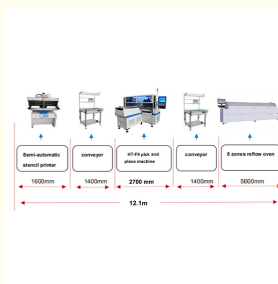 Semi-automatic
stencil printer
conveyor
HT-F9 pick and
place machine
conveyor
8 zones reflow oven
1600mm
1400mm
2700 mm
1400mm
5000mm
12.1m